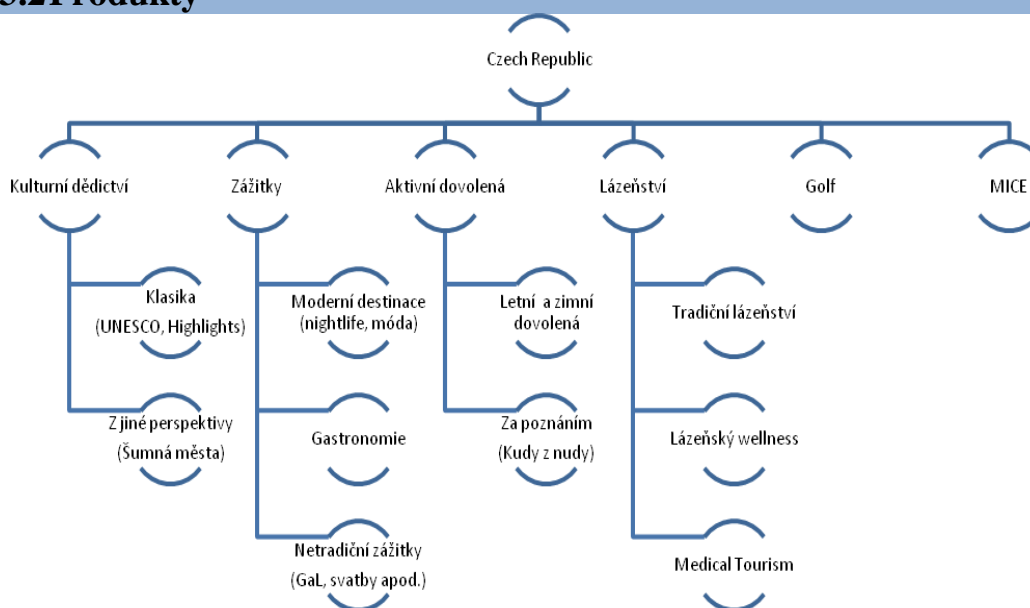 3.2Produkty
Czech Republic
Kulturní dědictví
Zážitky
Aktivní dovolená
Lázeňství
Golf
MICE
Klasika
(UNESCO, Highlights)
Z jiné perspektivy
(Šumná města)
Moderní destinace
(nightlife, móda)
Gastronomie
Netradiční zážitky
(GaL, svatby apod.)
Letní a zimní
dovolená
Za poznáním
(Kudy z nudy)
Tradiční lázeňství
Lázeňský wellness
Medical Tourism